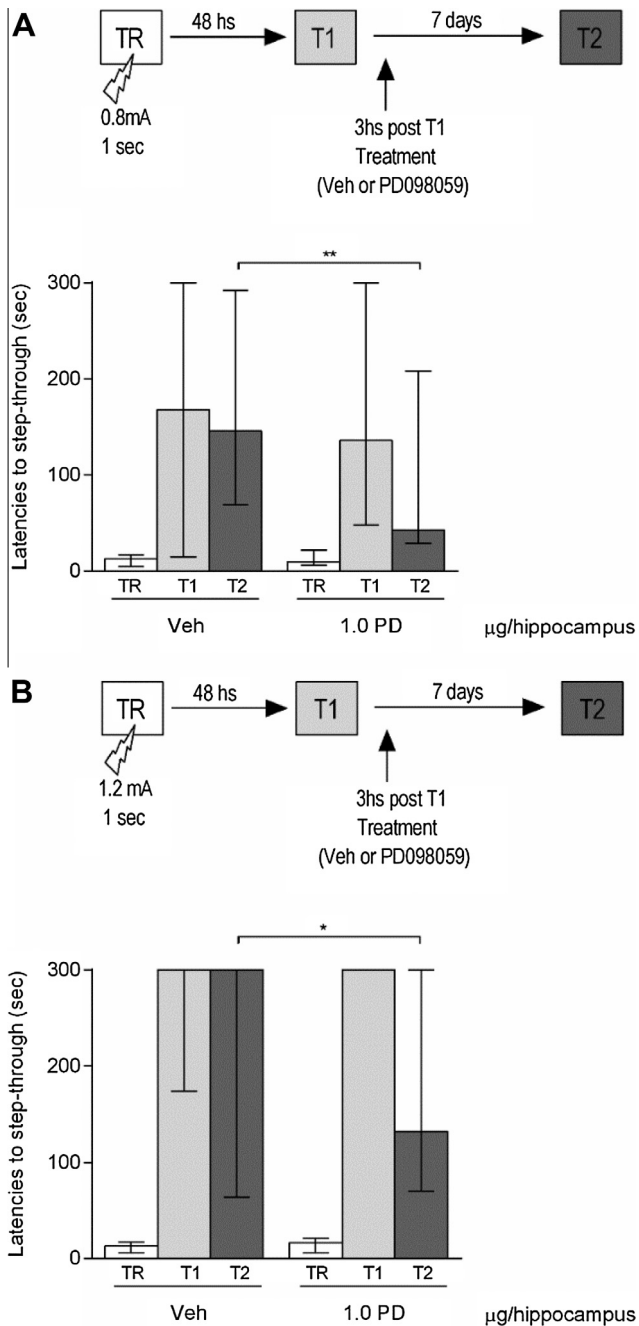 A
TR
48 hs
T1
7 days
T2
0.8mA
1 sec
3hs post T1
Treatment
(Veh or PD098059)
**
Latencies to step-through (sec)
300
200
100
0
TR T1 T2 TR T1 T2
Veh 1.0 PD µg/hippocampus
B
TR
48 hs
T1
7 days
T2
1.2 mA
1 sec
3hs post T1
Treatment
(Veh or PD098059)
*
Latencies to step-through (sec)
300
200
100
0
TR T1 T2 TR T1 T2
Veh 1.0 PD µg/hippocampus